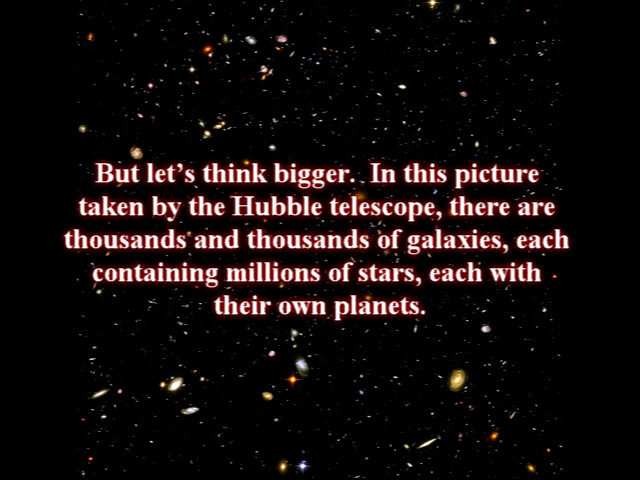 But let’s think bigger.  In this picture
taken by the Hubble telescope, there are
thousands and thousands of galaxies, each
containing millions of stars, each with
their own planets.